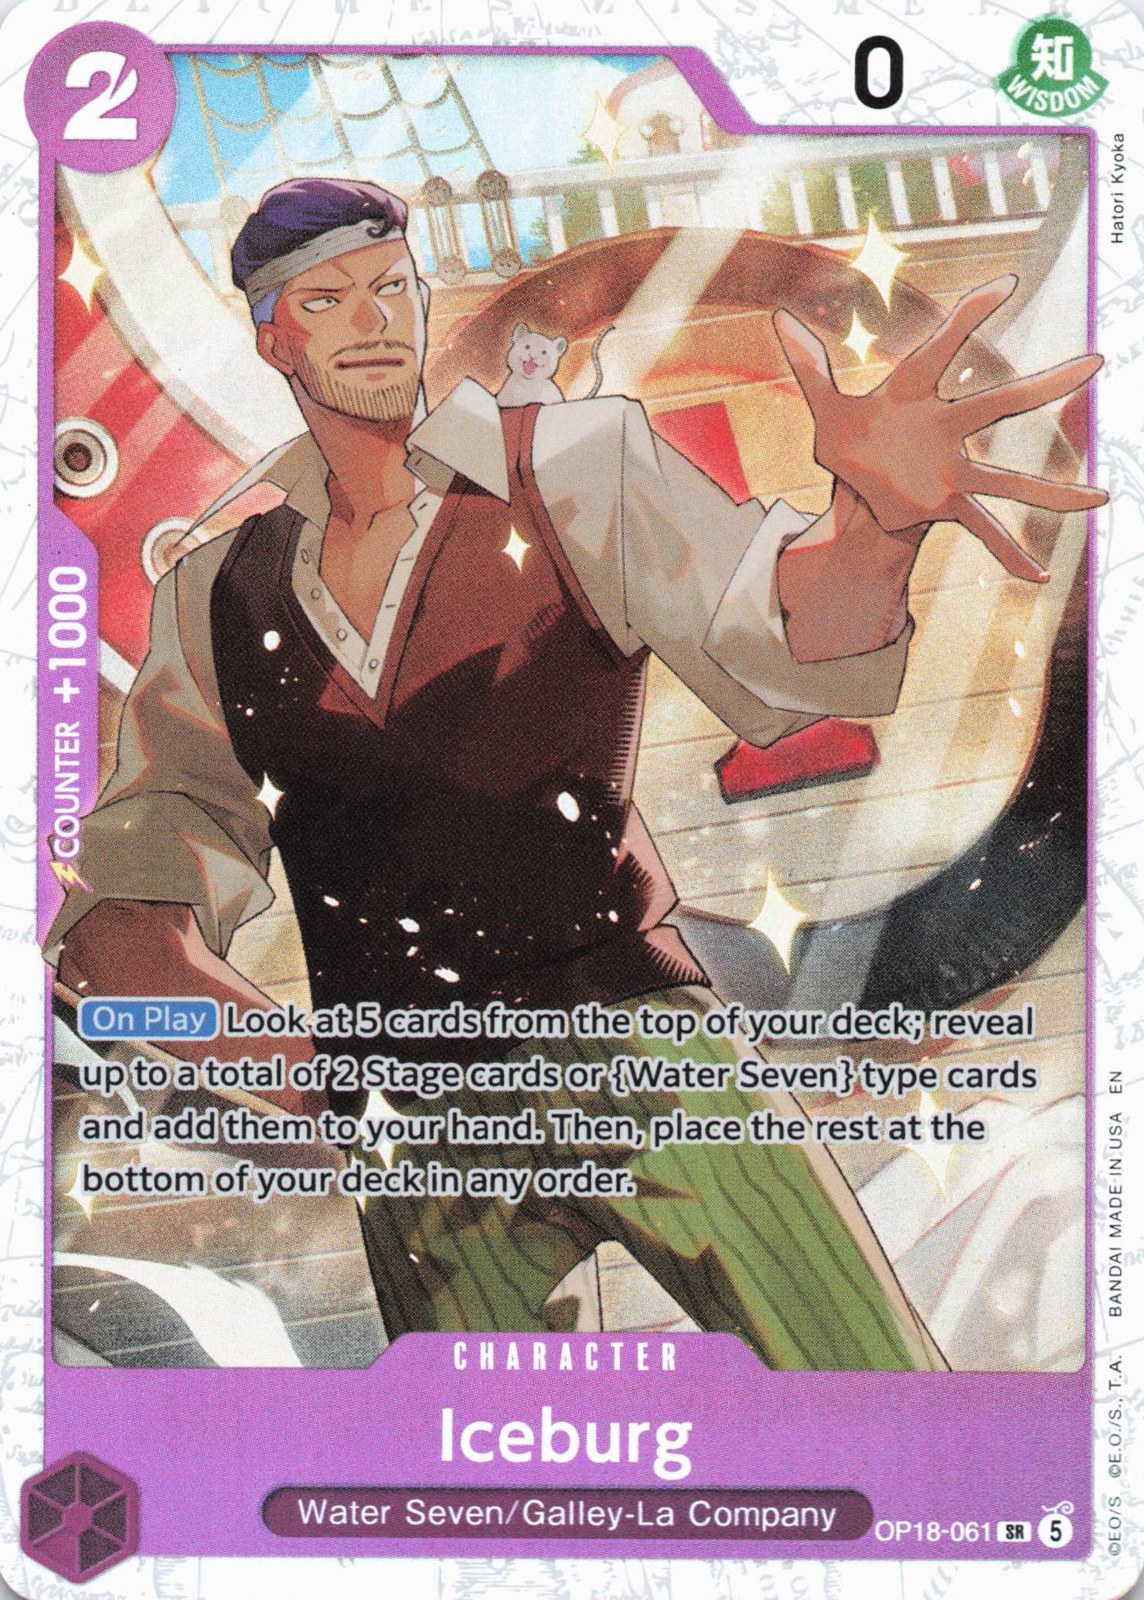 2
0
知
WISDOM
Hatori Kyoka
COUNTER +1000
On Play Look at 5 cards from the top of your deck; reveal
up to a total of 2 Stage cards or {Water Seven} type cards
and add them to your hand. Then, place the rest at the
bottom of your deck in any order.
CHARACTER
Iceburg
Water Seven/Galley-La Company
OP18-061 SR 5
©EO/S ©E.O./S., T.A. BANDAI MADE IN USA EN